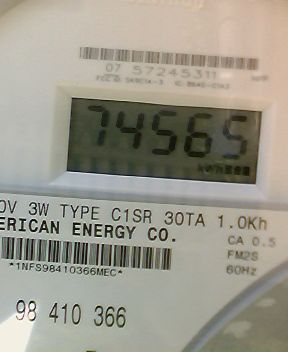 07 57245311
74565
kWh
0V 3W TYPE C1SR 30TA 1.0Kh
ERICAN ENERGY CO.
CA 0.5
*1NFS98410366MEC*
FM2S
60Hz
98 410 366